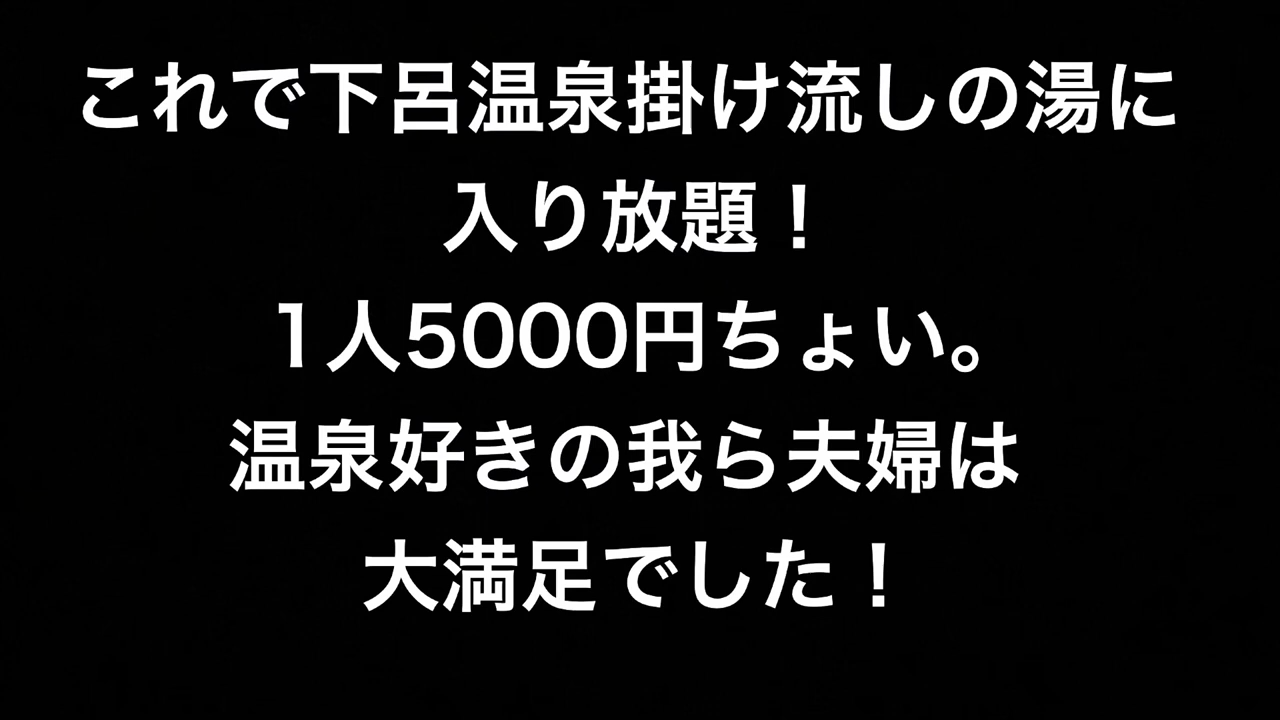 これで下呂温泉掛け流しの湯に
入り放題！
1人5000円ちょい。
温泉好きの我ら夫婦は
大満足でした！